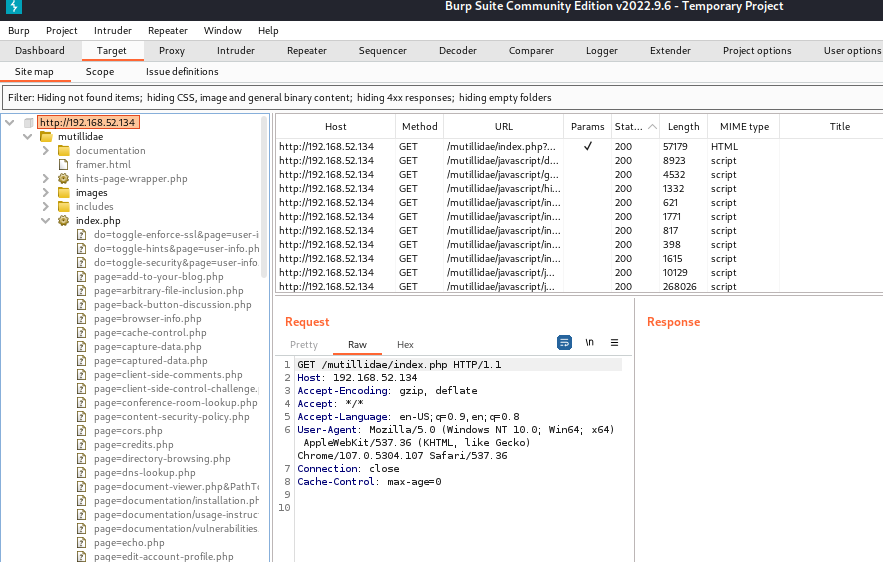 Burp Suite Community Edition v2022.9.6 - Temporary Project
Burp Project Intruder Repeater Window Help
Dashboard Target Proxy Intruder Repeater Sequencer Decoder Comparer Logger Extender Project options User options
Site map Scope Issue definitions
Filter: Hiding not found items; hiding CSS, image and general binary content; hiding 4xx responses; hiding empty folders
http://192.168.52.134
mutillidae
documentation
framer.html
hints-page-wrapper.php
images
includes
index.php
do=toggle-enforce-ssl&page=user-i
do=toggle-hints&page=user-info.ph
do=toggle-security&page=user-info
page=add-to-your-blog.php
page=arbitrary-file-inclusion.php
page=back-button-discussion.php
page=browser-info.php
page=cache-control.php
page=capture-data.php
page=captured-data.php
page=client-side-comments.php
page=client-side-control-challenge.
page=conference-room-lookup.php
page=content-security-policy.php
page=cors.php
page=credits.php
page=directory-browsing.php
page=dns-lookup.php
page=document-viewer.php&PathTo
page=documentation/installation.ph
page=documentation/usage-instruc
page=documentation/vulnerabilities.
page=echo.php
page=edit-account-profile.php
Host Method URL Params Stat... Length MIME type Title
http://192.168.52.134 GET /mutillidae/index.php?... ✓ 200 57179 HTML
http://192.168.52.134 GET /mutillidae/javascript/d... 200 8923 script
http://192.168.52.134 GET /mutillidae/javascript/g... 200 4532 script
http://192.168.52.134 GET /mutillidae/javascript/hi... 200 1332 script
http://192.168.52.134 GET /mutillidae/javascript/in... 200 621 script
http://192.168.52.134 GET /mutillidae/javascript/in... 200 1771 script
http://192.168.52.134 GET /mutillidae/javascript/in... 200 817 script
http://192.168.52.134 GET /mutillidae/javascript/in... 200 398 script
http://192.168.52.134 GET /mutillidae/javascript/in... 200 1615 script
http://192.168.52.134 GET /mutillidae/javascript/j... 200 10129 script
http://192.168.52.134 GET /mutillidae/javascript/j... 200 268026 script
Request
Pretty Raw Hex \n
1 GET /mutillidae/index.php HTTP/1.1
2 Host: 192.168.52.134
3 Accept-Encoding: gzip, deflate
4 Accept: */*
5 Accept-Language: en-US;q=0.9,en;q=0.8
6 User-Agent: Mozilla/5.0 (Windows NT 10.0; Win64; x64)
AppleWebKit/537.36 (KHTML, like Gecko)
Chrome/107.0.5304.107 Safari/537.36
7 Connection: close
8 Cache-Control: max-age=0
9
10
Response